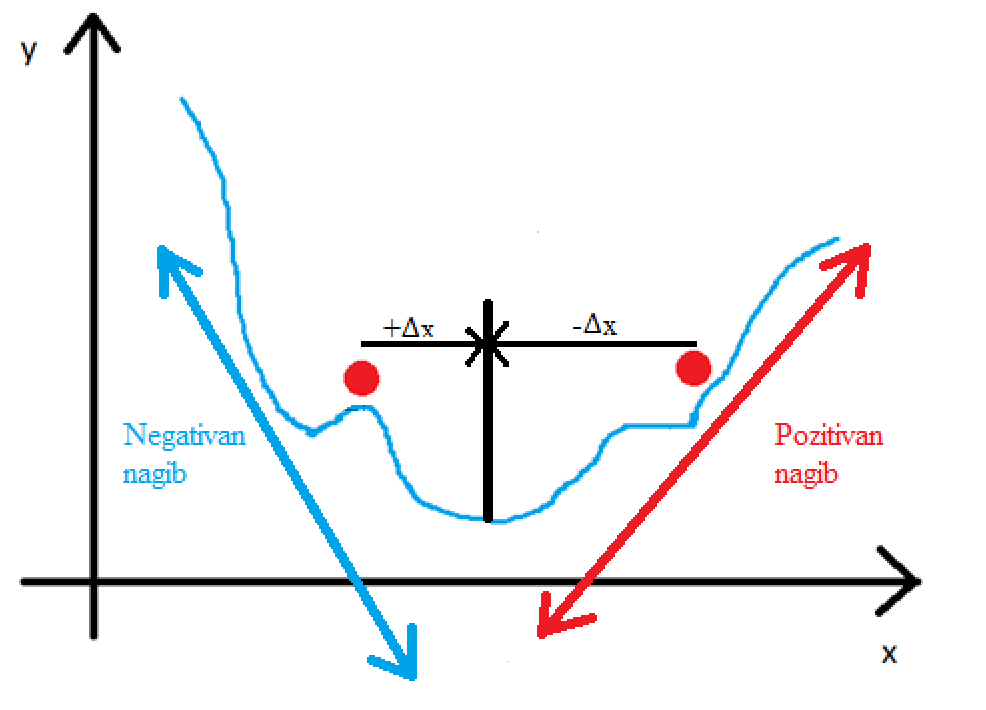 y
+Δx
-Δx
Negativan
nagib
Pozitivan
nagib
x